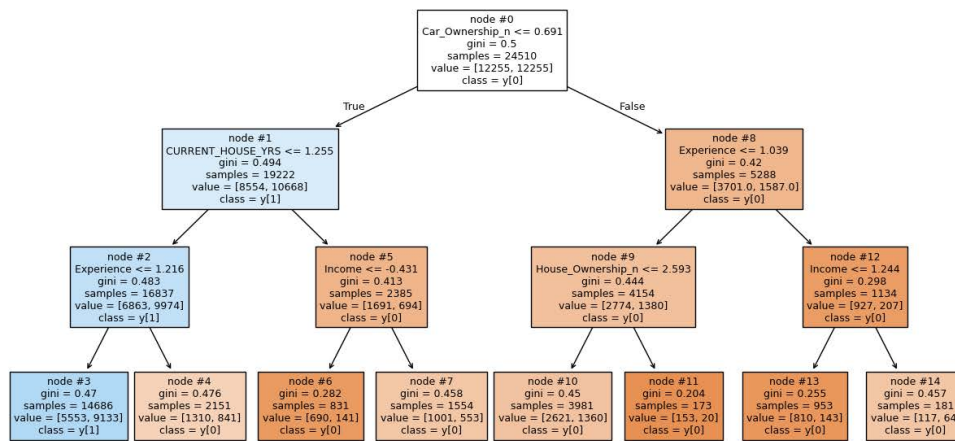 node #0
Car_Ownership_n <= 0.691
gini = 0.5
samples = 24510
value = [12255, 12255]
class = y[0]
True
False
node #1
CURRENT_HOUSE_YRS <= 1.255
gini = 0.494
samples = 19222
value = [8554, 10668]
class = y[1]
node #8
Experience <= 1.039
gini = 0.42
samples = 5288
value = [3701.0, 1587.0]
class = y[0]
node #2
Experience <= 1.216
gini = 0.483
samples = 16837
value = [6863, 9974]
class = y[1]
node #5
Income <= -0.431
gini = 0.413
samples = 2385
value = [1691, 694]
class = y[0]
node #9
House_Ownership_n <= 2.593
gini = 0.444
samples = 4154
value = [2774, 1380]
class = y[0]
node #12
Income <= 1.244
gini = 0.298
samples = 1134
value = [927, 207]
class = y[0]
node #3
gini = 0.47
samples = 14686
value = [5553, 9133]
class = y[1]
node #4
gini = 0.476
samples = 2151
value = [1310, 841]
class = y[0]
node #6
gini = 0.282
samples = 831
value = [690, 141]
class = y[0]
node #7
gini = 0.458
samples = 1554
value = [1001, 553]
class = y[0]
node #10
gini = 0.45
samples = 3981
value = [2621, 1360]
class = y[0]
node #11
gini = 0.204
samples = 173
value = [153, 20]
class = y[0]
node #13
gini = 0.255
samples = 953
value = [810, 143]
class = y[0]
node #14
gini = 0.457
samples = 181
value = [117, 64]
class = y[0]